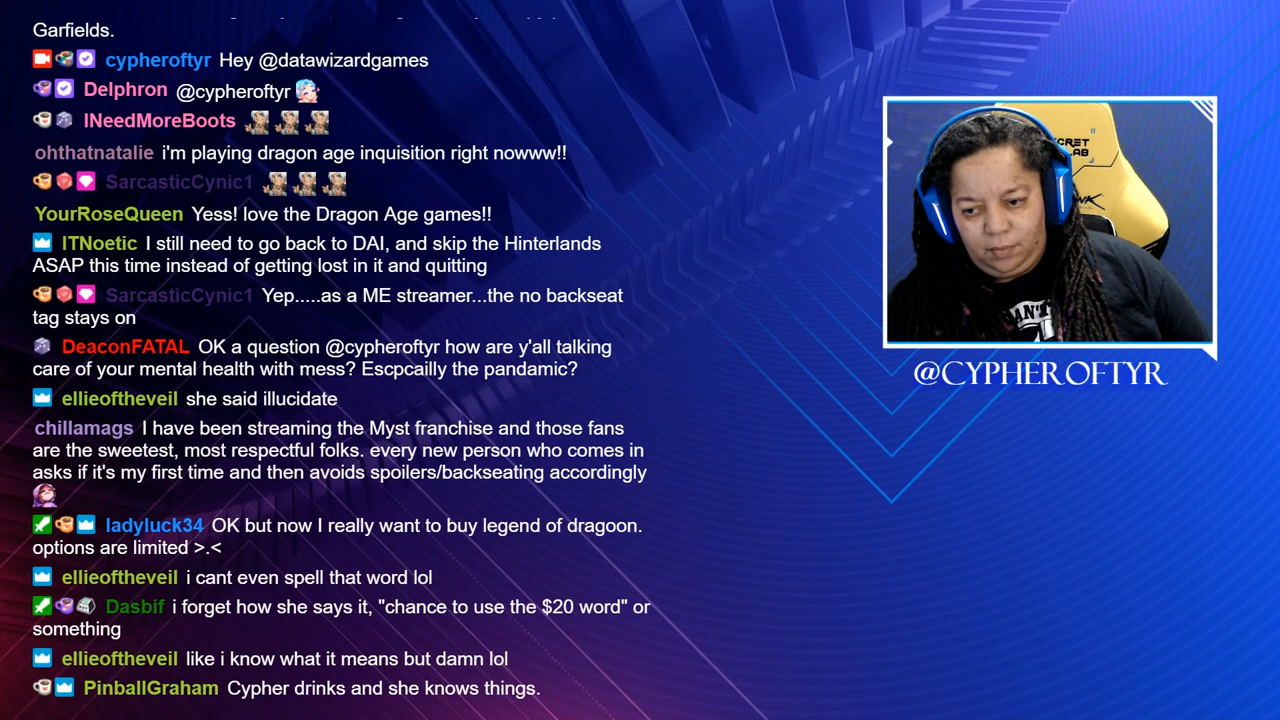 Garfields.
cypheroftyr Hey @datawizardgames
Delphron @cypheroftyr
INeedMoreBoots
ohthatnatalie i'm playing dragon age inquisition right nowww!!
SarcasticCynic1
YourRoseQueen Yess! love the Dragon Age games!!
ITNoetic I still need to go back to DAI, and skip the Hinterlands
ASAP this time instead of getting lost in it and quitting
SarcasticCynic1 Yep.....as a ME streamer...the no backseat
tag stays on
DeaconFATAL OK a question @cypheroftyr how are y'all talking
care of your mental health with mess? Escpcailly the pandamic?
ellieoftheveil she said illucidate
chillamags I have been streaming the Myst franchise and those fans
are the sweetest, most respectful folks. every new person who comes in
asks if it's my first time and then avoids spoilers/backseating accordingly
ladyluck34 OK but now I really want to buy legend of dragoon.
options are limited >.<
ellieoftheveil i cant even spell that word lol
Dasbif i forget how she says it, "chance to use the $20 word" or
something
ellieoftheveil like i know what it means but damn lol
PinballGraham Cypher drinks and she knows things.
@CYPHEROFTYR